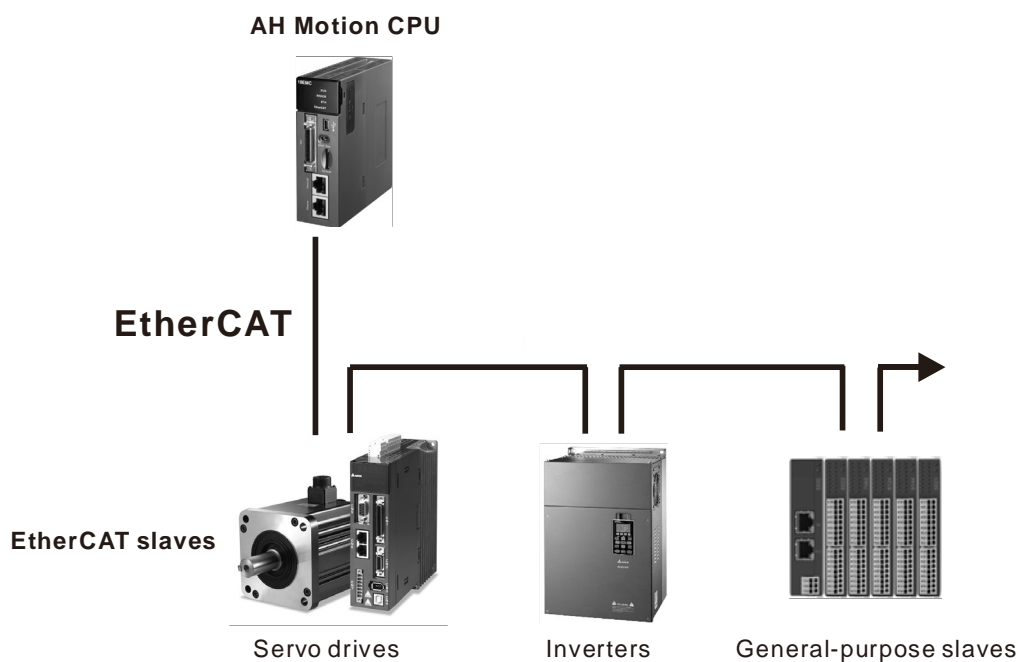 AH Motion CPU
EtherCAT
EtherCAT slaves
Servo drives
Inverters
General-purpose slaves